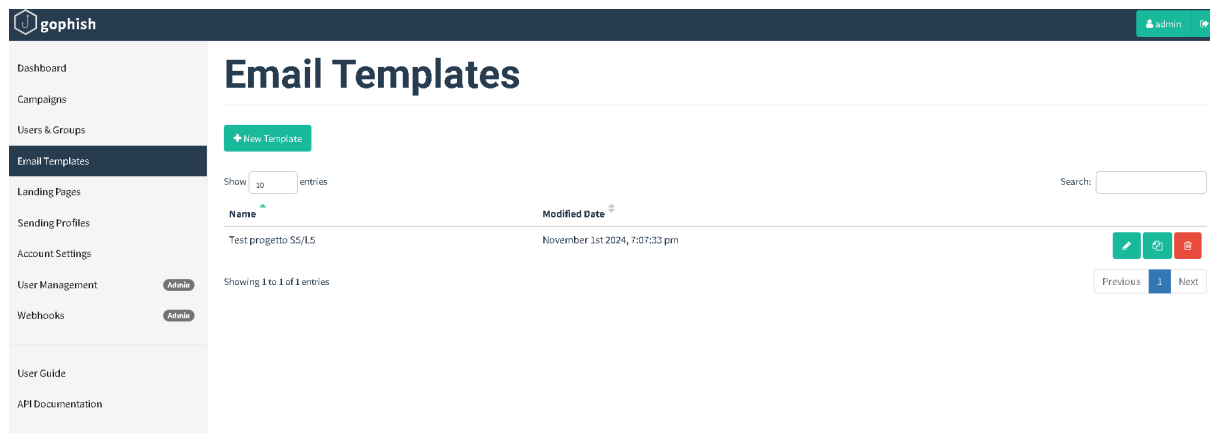 gophish
admin
Dashboard
Campaigns
Users & Groups
Email Templates
Landing Pages
Sending Profiles
Account Settings
User Management Admin
Webhooks Admin
User Guide
API Documentation
Email Templates
New Template
Show 10 entries
Search:
Name Modified Date
Test progetto S5/L5 November 1st 2024, 7:07:33 pm
Showing 1 to 1 of 1 entries
Previous 1 Next